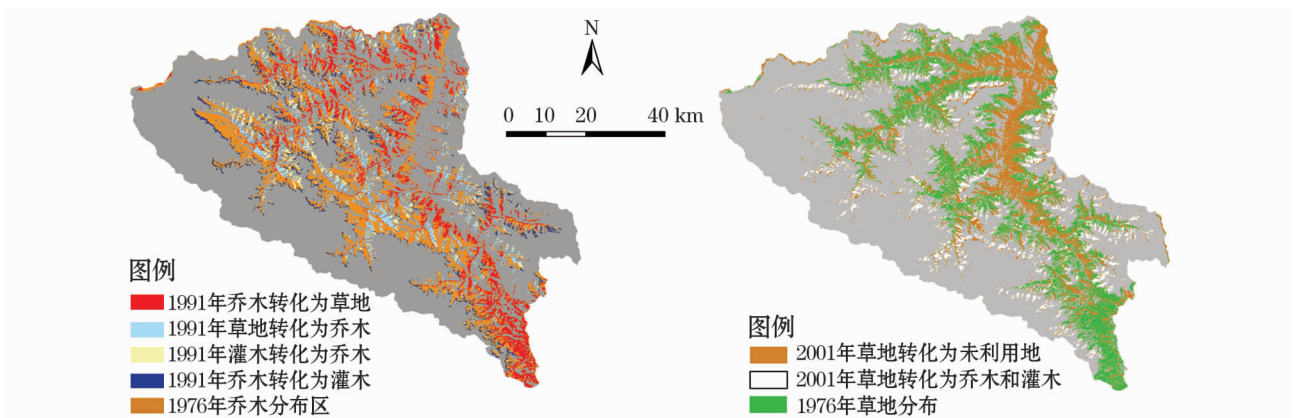 N
0 10 20 40 km
图例
1991年乔木转化为草地
1991年草地转化为乔木
1991年灌木转化为乔木
1991年乔木转化为灌木
1976年乔木分布区
图例
2001年草地转化为未利用地
2001年草地转化为乔木和灌木
1976年草地分布